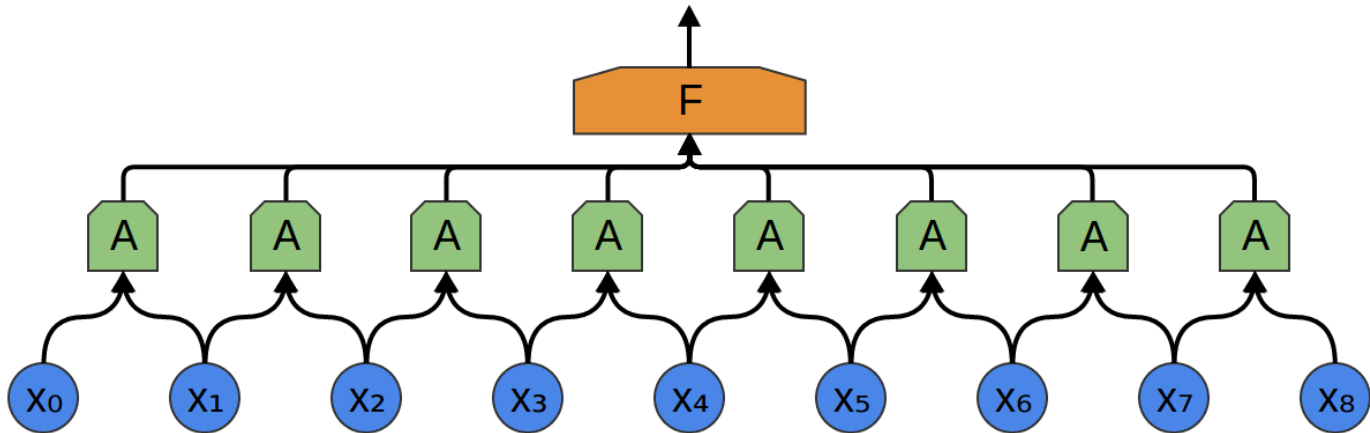 F
A A A A A A A A
x₀ x₁ x₂ x₃ x₄ x₅ x₆ x₇ x₈